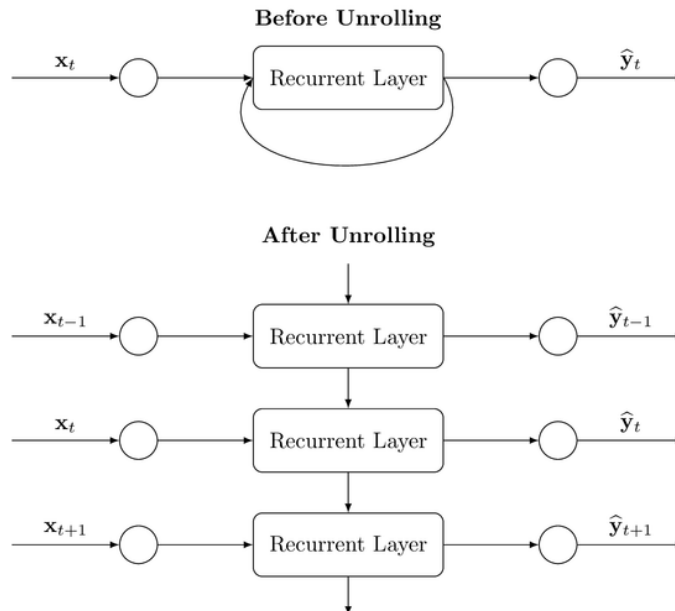 Before Unrolling
x_t Recurrent Layer ŷ_t
After Unrolling
x_{t−1} Recurrent Layer ŷ_{t−1}
x_t Recurrent Layer ŷ_t
x_{t+1} Recurrent Layer ŷ_{t+1}